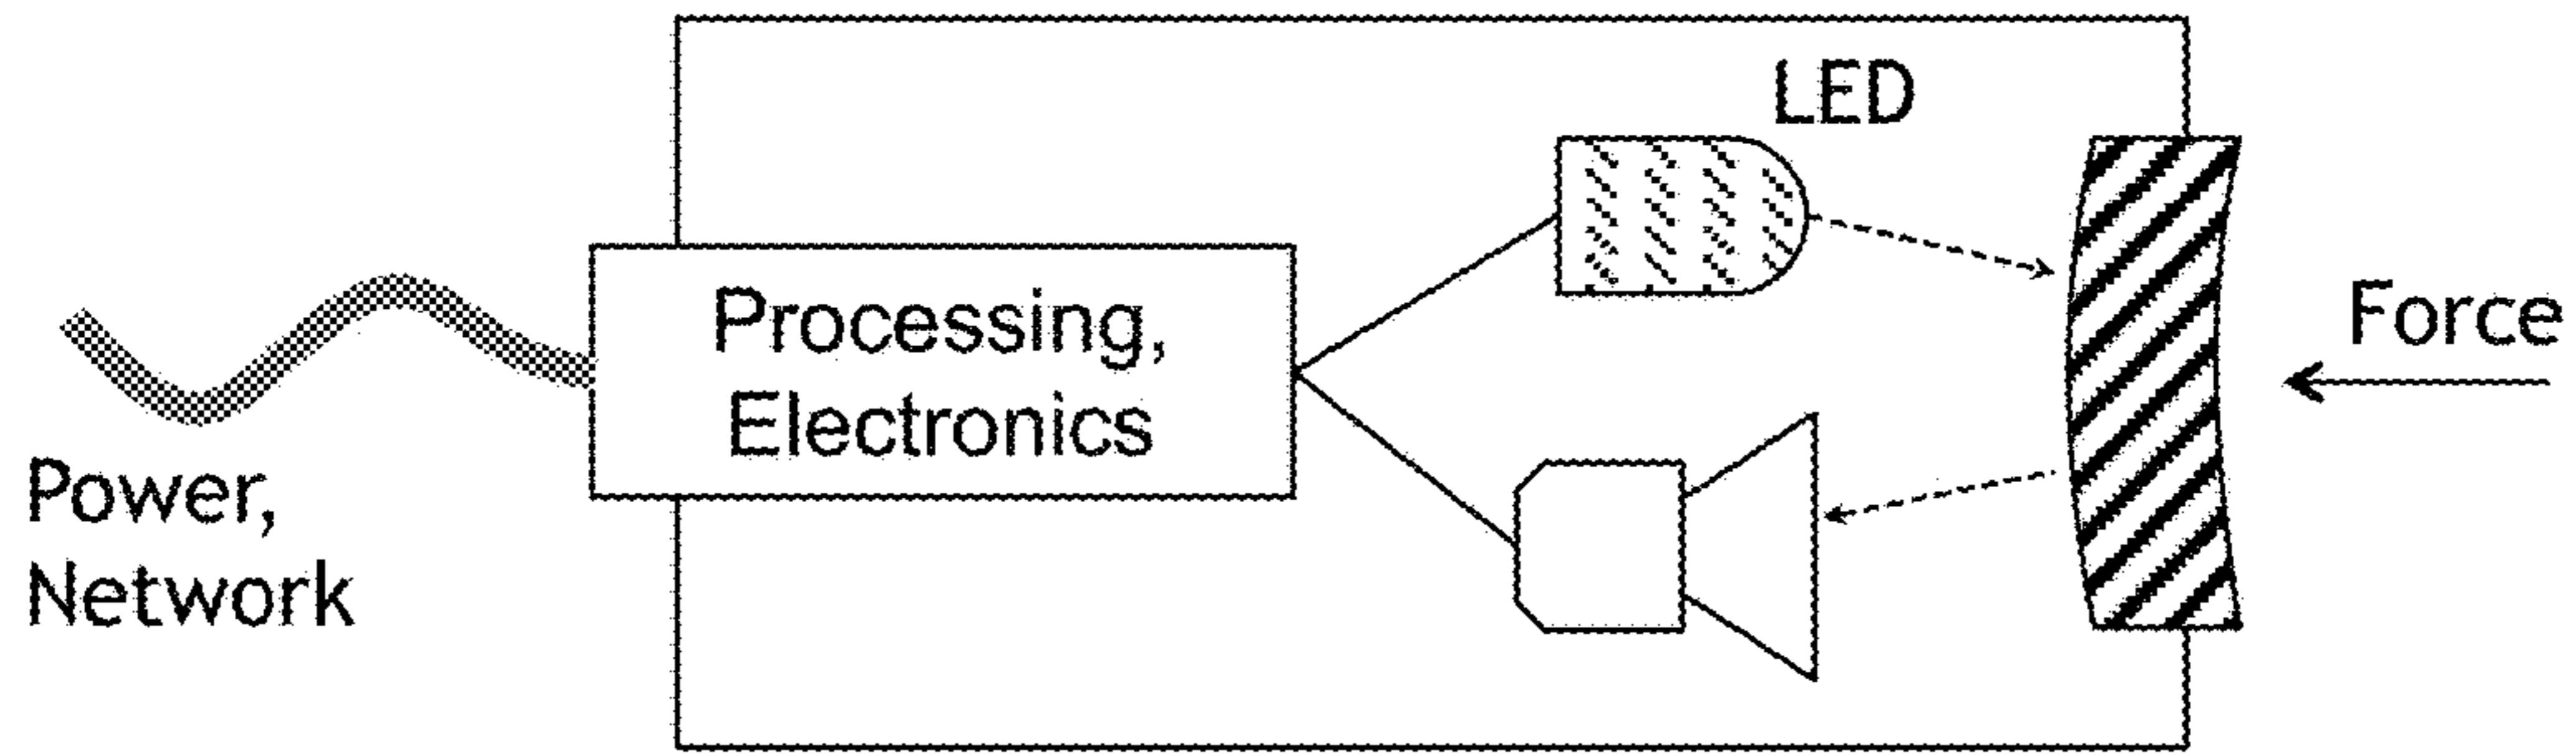 LED
Processing,
Electronics
Force
Power,
Network